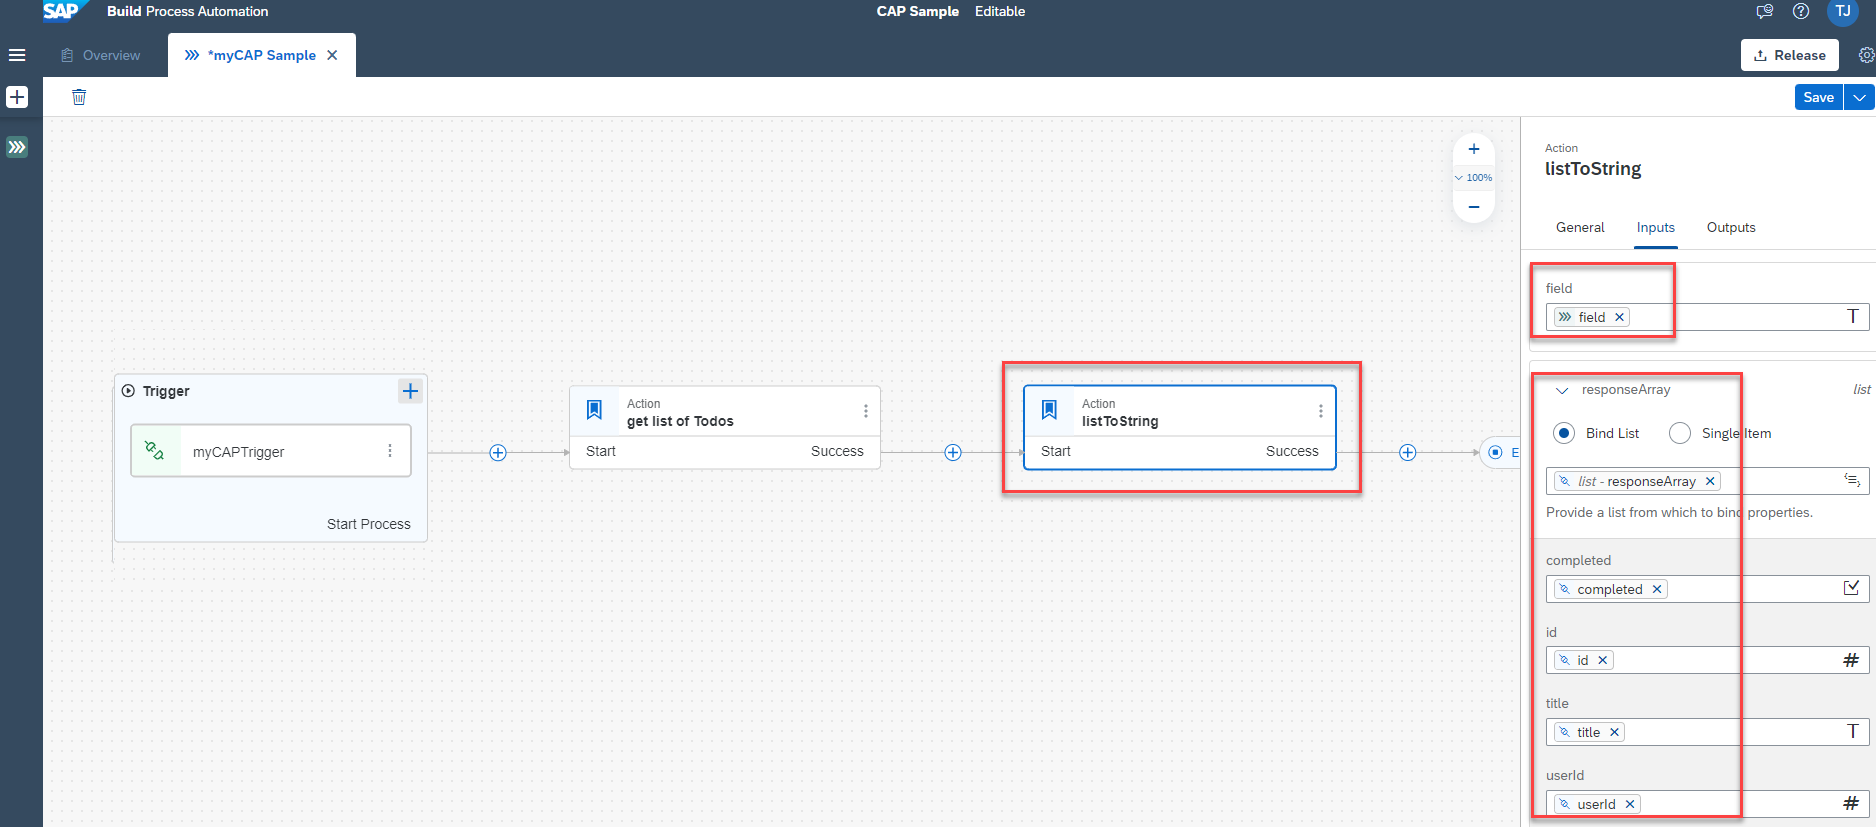 SAP Build Process Automation
CAP Sample Editable
TJ
Overview
*myCAP Sample
Release
Save
100%
Trigger
myCAPTrigger
Start Process
Action
get list of Todos
Start Success
Action
listToString
Start Success
E
Action
listToString
General Inputs Outputs
field
field
T
responseArray list
Bind List Single Item
list - responseArray
Provide a list from which to bind properties.
completed
completed
id
id
#
title
title
T
userId
userId
#